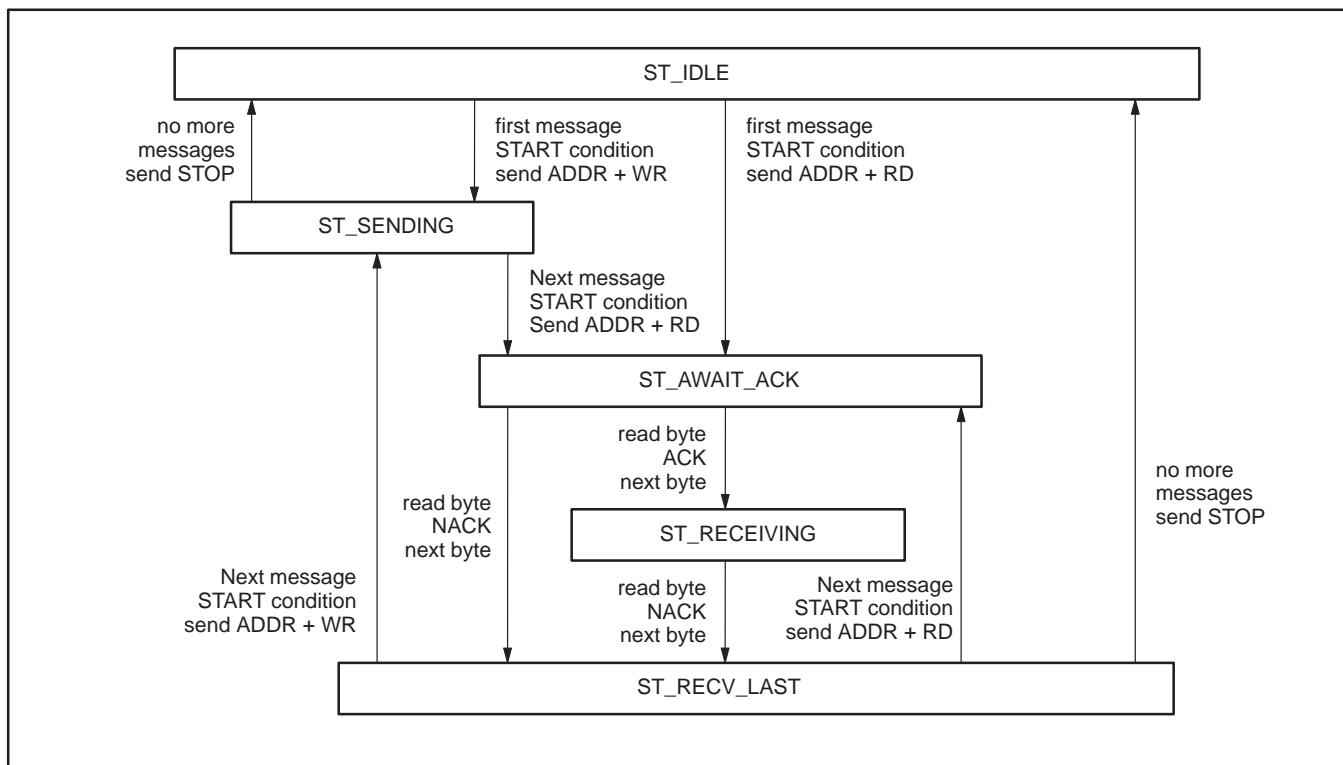 ST_IDLE
no more
messages
send STOP
first message
START condition
send ADDR + WR
first message
START condition
send ADDR + RD
ST_SENDING
Next message
START condition
Send ADDR + RD
ST_AWAIT_ACK
read byte
ACK
next byte
no more
messages
send STOP
read byte
NACK
next byte
ST_RECEIVING
Next message
START condition
send ADDR + WR
read byte
NACK
next byte
Next message
START condition
send ADDR + RD
ST_RECV_LAST